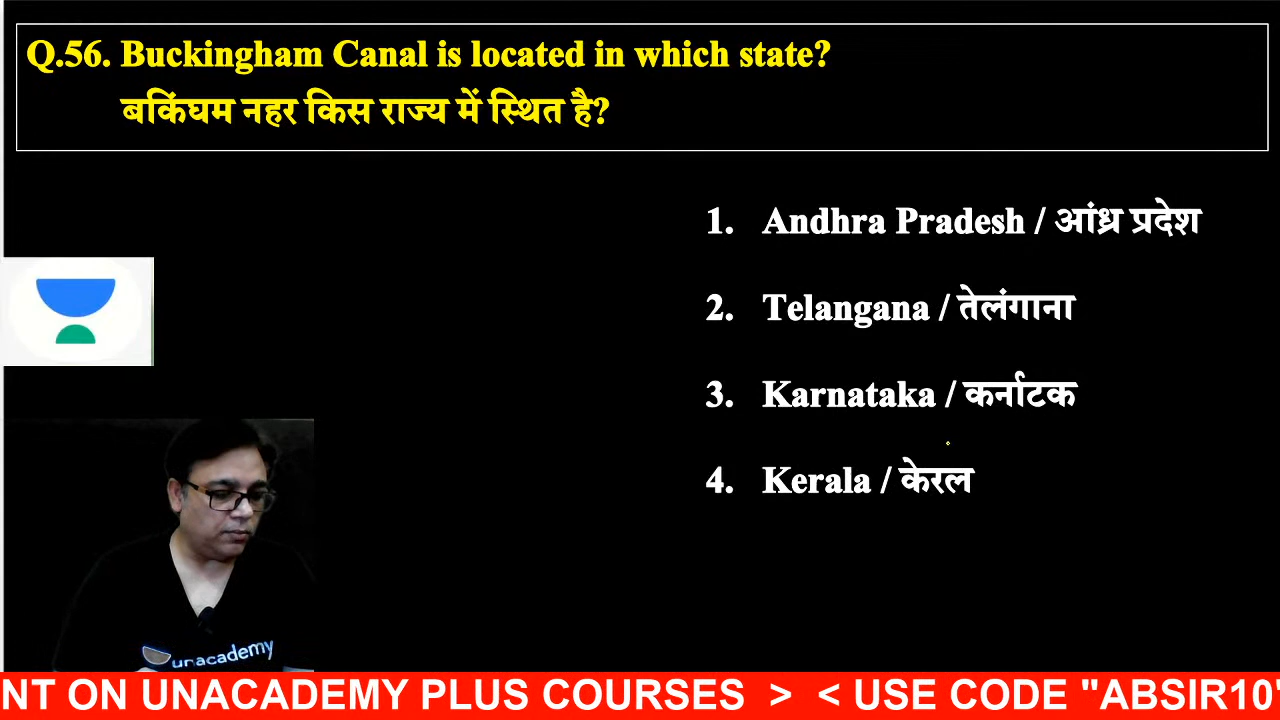 Q.56. Buckingham Canal is located in which state?
बकिंघम नहर किस राज्य में स्थित है?
1. Andhra Pradesh / आंध्र प्रदेश
2. Telangana / तेलंगाना
3. Karnataka / कर्नाटक
4. Kerala / केरल
unacademy
NT ON UNACADEMY PLUS COURSES > < USE CODE "ABSIR10"